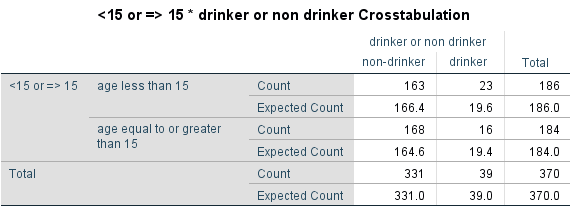 <15 or => 15 * drinker or non drinker Crosstabulation
drinker or non drinker
non-drinker drinker Total
<15 or => 15 age less than 15 Count 163 23 186
Expected Count 166.4 19.6 186.0
age equal to or greater than 15 Count 168 16 184
Expected Count 164.6 19.4 184.0
Total Count 331 39 370
Expected Count 331.0 39.0 370.0